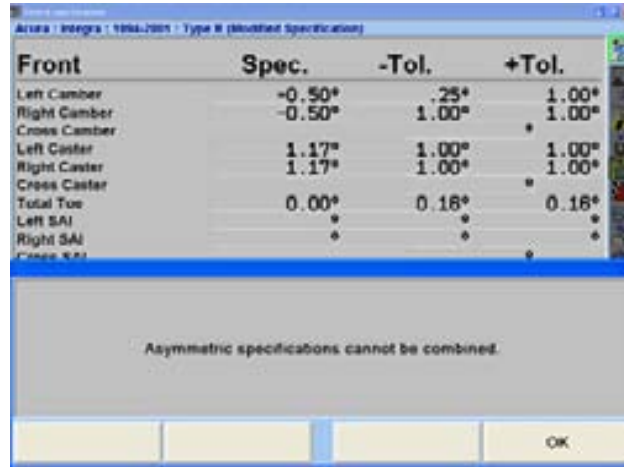 Acura : Integra : 1994-2001 : Type R (Modified Specification)
Front Spec. -Tol. +Tol.
Left Camber -0.50° .25° 1.00°
Right Camber -0.50° 1.00° 1.00°
Cross Camber °
Left Caster 1.17° 1.00° 1.00°
Right Caster 1.17° 1.00° 1.00°
Cross Caster °
Total Toe 0.00° 0.16° 0.16°
Left SAI ° ° °
Right SAI ° ° °
Cross SAI °
Asymmetric specifications cannot be combined.
OK